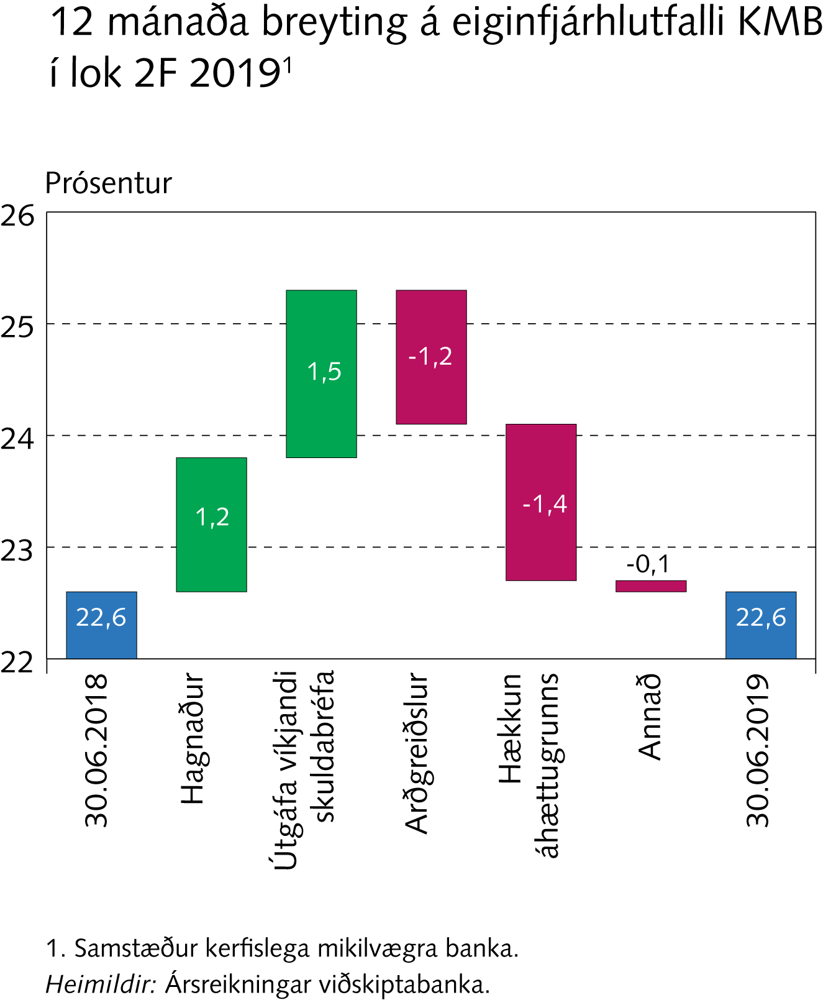 12 mánaða breyting á eiginfjárhlutfalli KMB
í lok 2F 2019¹
Prósentur
26
25
24
23
22
22,6
1,2
1,5
-1,2
-1,4
-0,1
22,6
30.06.2018
Hagnaður
Útgáfa víkjandi
skuldabréfa
Arðgreiðslur
Hækkun
áhættugrunns
Annað
30.06.2019
1. Samstæður kerfislega mikilvægra banka.
Heimildir: Ársreikningar viðskiptabanka.